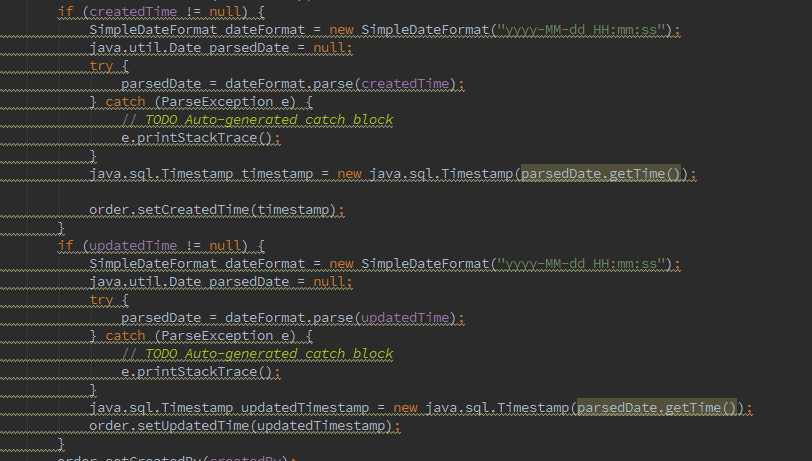 if (createdTime != null) {
SimpleDateFormat dateFormat = new SimpleDateFormat("yyyy-MM-dd HH:mm:ss");
java.util.Date parsedDate = null;
try {
parsedDate = dateFormat.parse(createdTime);
} catch (ParseException e) {
// TODO Auto-generated catch block
e.printStackTrace();
}
java.sql.Timestamp timestamp = new java.sql.Timestamp(parsedDate.getTime());
order.setCreatedTime(timestamp);
}
if (updatedTime != null) {
SimpleDateFormat dateFormat = new SimpleDateFormat("yyyy-MM-dd HH:mm:ss");
java.util.Date parsedDate = null;
try {
parsedDate = dateFormat.parse(updatedTime);
} catch (ParseException e) {
// TODO Auto-generated catch block
e.printStackTrace();
}
java.sql.Timestamp updatedTimestamp = new java.sql.Timestamp(parsedDate.getTime());
order.setUpdatedTime(updatedTimestamp);
}
order.setCreatedBy(createdBy);